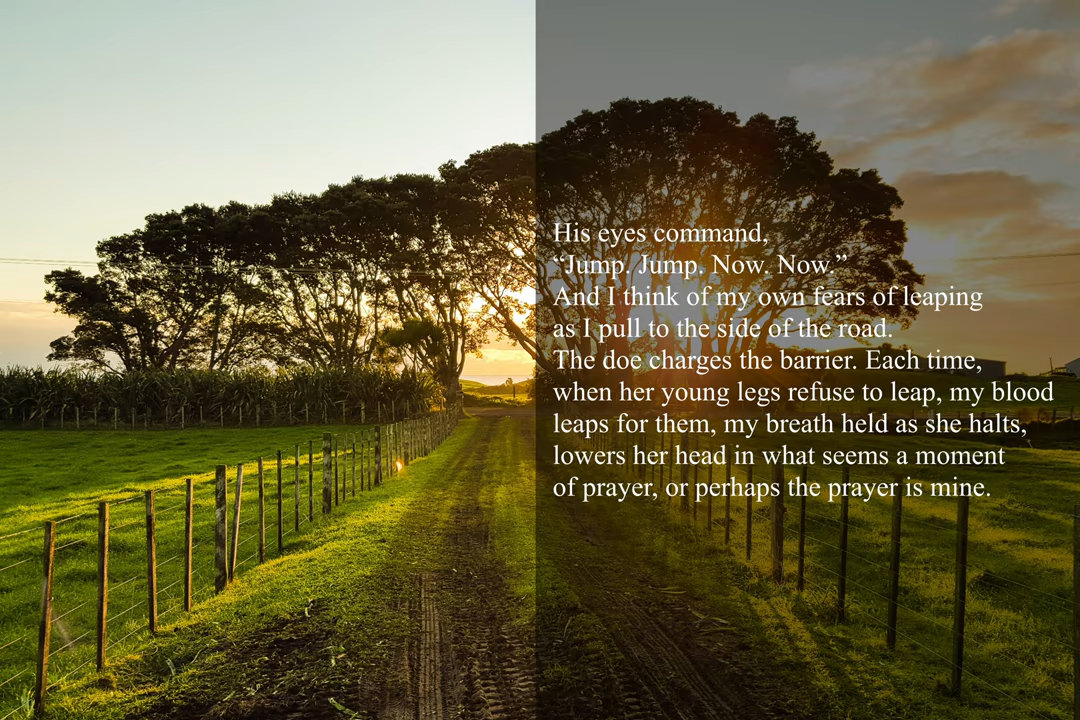 His eyes command,
“Jump. Jump. Now. Now.”
And I think of my own fears of leaping
as I pull to the side of the road.
The doe charges the barrier. Each time,
when her young legs refuse to leap, my blood
leaps for them, my breath held as she halts,
lowers her head in what seems a moment
of prayer, or perhaps the prayer is mine.